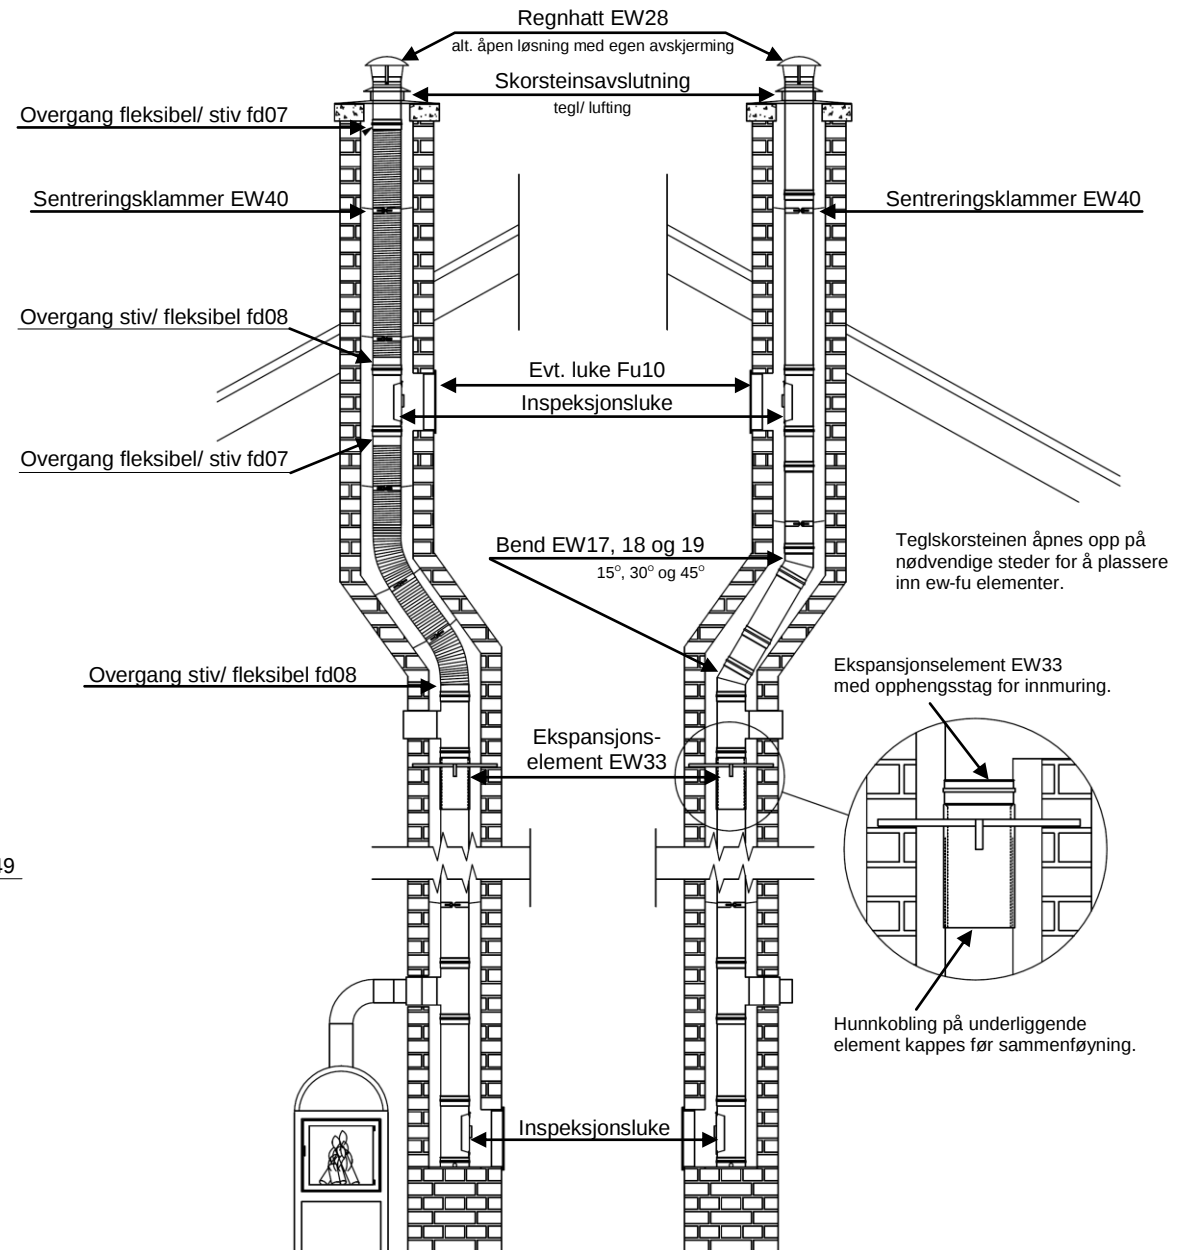 Regnhatt EW28
alt. åpen løsning med egen avskjerming
Skorsteinsavslutning
tegl/ lufting
Overgang fleksibel/ stiv fd07
Sentreringsklammer EW40
Sentreringsklammer EW40
Overgang stiv/ fleksibel fd08
Evt. luke Fu10
Inspeksjonsluke
Overgang fleksibel/ stiv fd07
Bend EW17, 18 og 19
15°, 30° og 45°
Teglskorsteinen åpnes opp på
nødvendige steder for å plassere
inn ew-fu elementer.
Overgang stiv/ fleksibel fd08
Ekspansjonselement EW33
med opphengsstag for innmuring.
Ekspansjons-
element EW33
49
Hunnkobling på underliggende
element kappes før sammenføyning.
Inspeksjonsluke